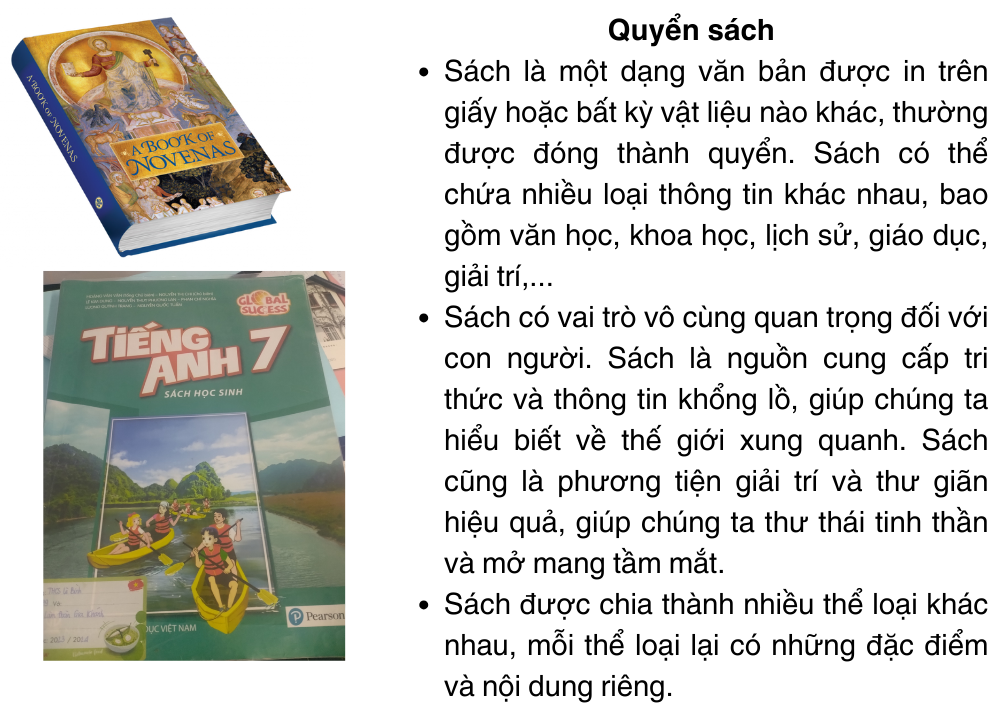 A BOOK OF NOVENAS
A BOOK OF
NOVENAS
GLOBAL
SUCCESS
TIẾNG
ANH 7
SÁCH HỌC SINH
Pearson
DỤC VIỆT NAM
Quyển sách
• Sách là một dạng văn bản được in trên
giấy hoặc bất kỳ vật liệu nào khác, thường
được đóng thành quyển. Sách có thể
chứa nhiều loại thông tin khác nhau, bao
gồm văn học, khoa học, lịch sử, giáo dục,
giải trí,...
• Sách có vai trò vô cùng quan trọng đối với
con người. Sách là nguồn cung cấp tri
thức và thông tin khổng lồ, giúp chúng ta
hiểu biết về thế giới xung quanh. Sách
cũng là phương tiện giải trí và thư giãn
hiệu quả, giúp chúng ta thư thái tinh thần
và mở mang tầm mắt.
• Sách được chia thành nhiều thể loại khác
nhau, mỗi thể loại lại có những đặc điểm
và nội dung riêng.